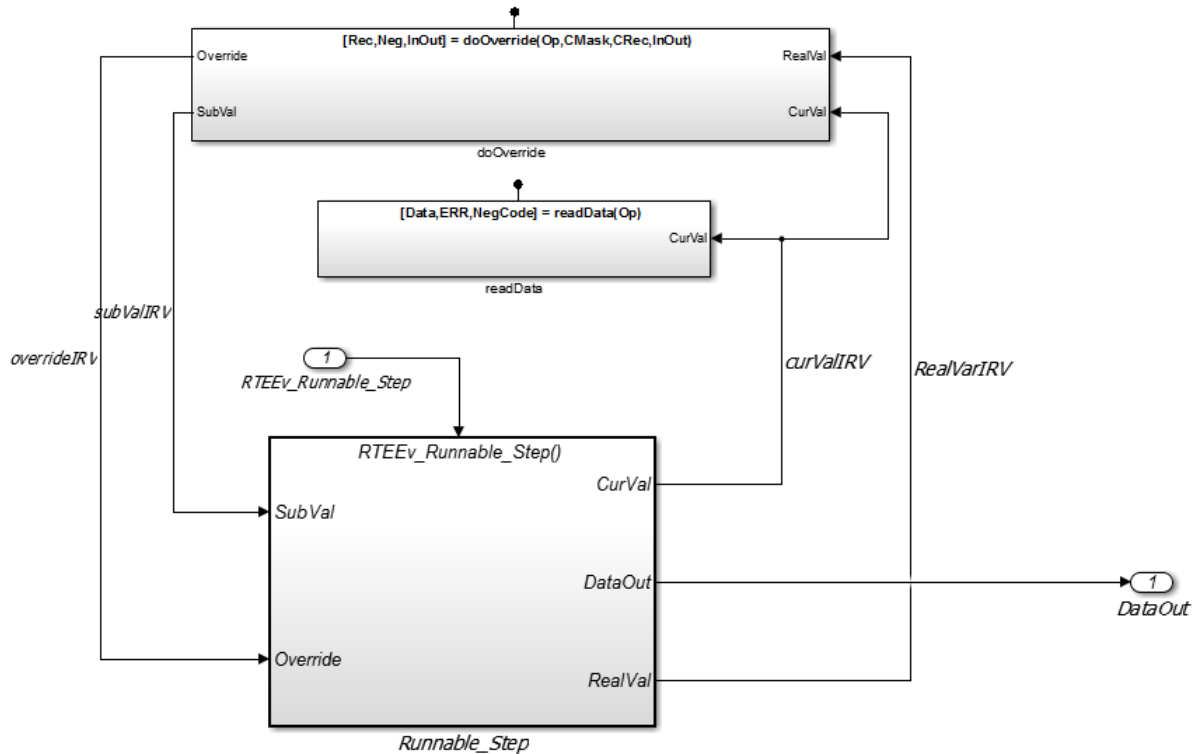 [Rec,Neg,InOut] = doOverride(Op,CMask,CRec,InOut)
Override
RealVal
SubVal
CurVal
doOverride
[Data,ERR,NegCode] = readData(Op)
CurVal
readData
subValIRV
overrideIRV
1
RTEEv_Runnable_Step
curValIRV
RealVarIRV
RTEEv_Runnable_Step()
CurVal
SubVal
DataOut
1
DataOut
Override
RealVal
Runnable_Step